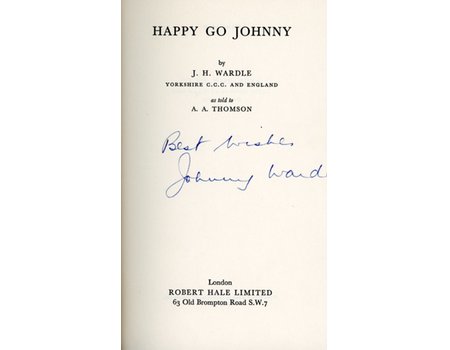 HAPPY GO JOHNNY
by
J. H. WARDLE
YORKSHIRE C.C.C. AND ENGLAND
as told to
A. A. THOMSON
Best Wishes
Johnny Wardl
London
ROBERT HALE LIMITED
63 Old Brompton Road S.W.7